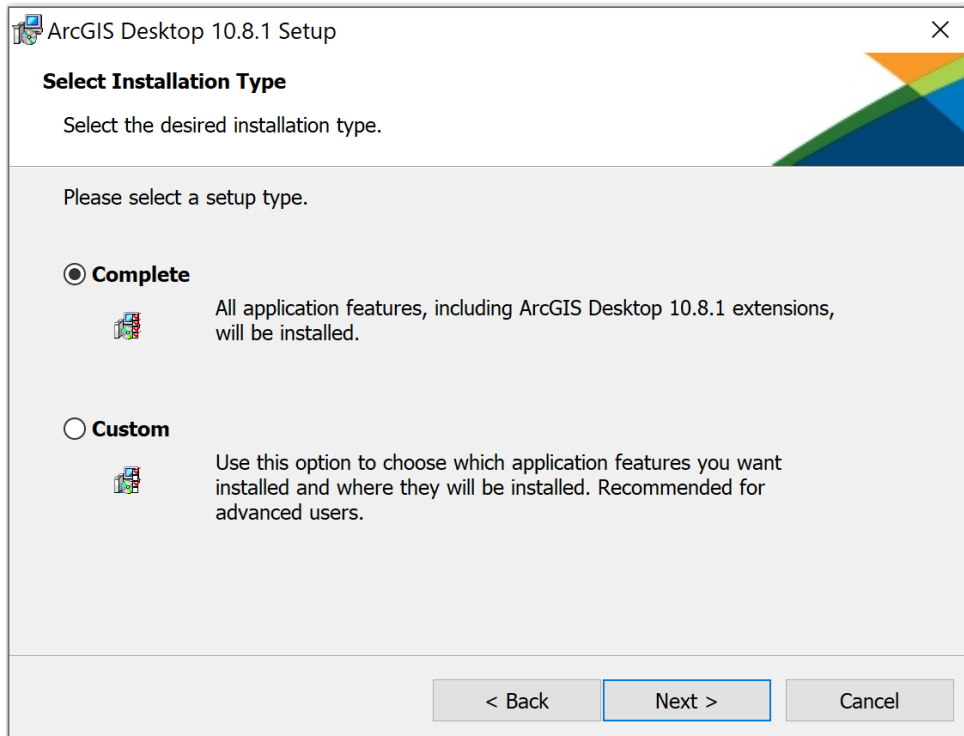 ArcGIS Desktop 10.8.1 Setup
Select Installation Type
Select the desired installation type.
Please select a setup type.
Complete
All application features, including ArcGIS Desktop 10.8.1 extensions,
will be installed.
Custom
Use this option to choose which application features you want
installed and where they will be installed. Recommended for
advanced users.
< Back
Next >
Cancel